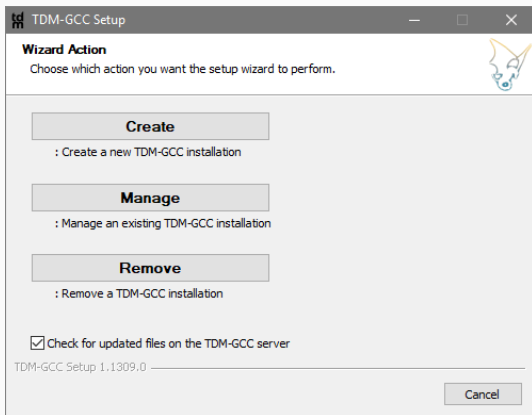 tdm TDM-GCC Setup
Wizard Action
Choose which action you want the setup wizard to perform.
Create
: Create a new TDM-GCC installation
Manage
: Manage an existing TDM-GCC installation
Remove
: Remove a TDM-GCC installation
Check for updated files on the TDM-GCC server
TDM-GCC Setup 1.1309.0
Cancel